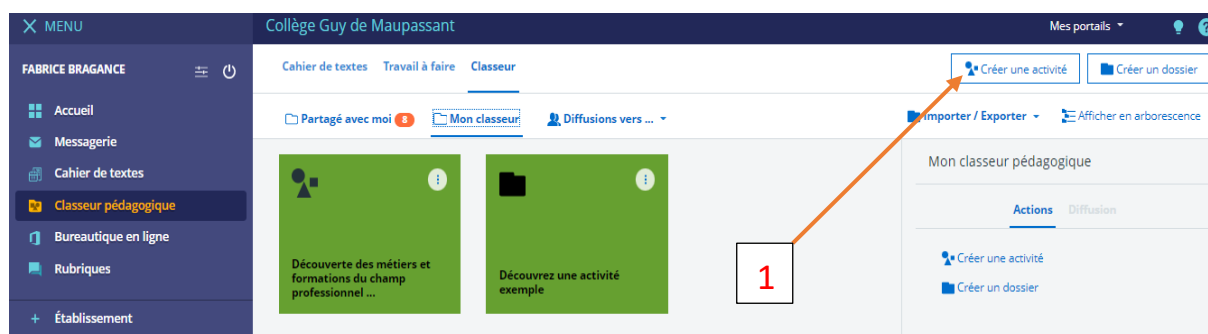 MENU
Collège Guy de Maupassant
Mes portails
FABRICE BRAGANCE
Cahier de textes Travail à faire Classeur
Créer une activité
Créer un dossier
Accueil
Messagerie
Cahier de textes
Classeur pédagogique
Bureautique en ligne
Rubriques
+ Établissement
Partagé avec moi 8
Mon classeur
Diffusions vers ...
Importer / Exporter
Afficher en arborescence
Découverte des métiers et
formations du champ
professionnel ...
Découvrez une activité
exemple
1
Mon classeur pédagogique
Actions Diffusion
Créer une activité
Créer un dossier